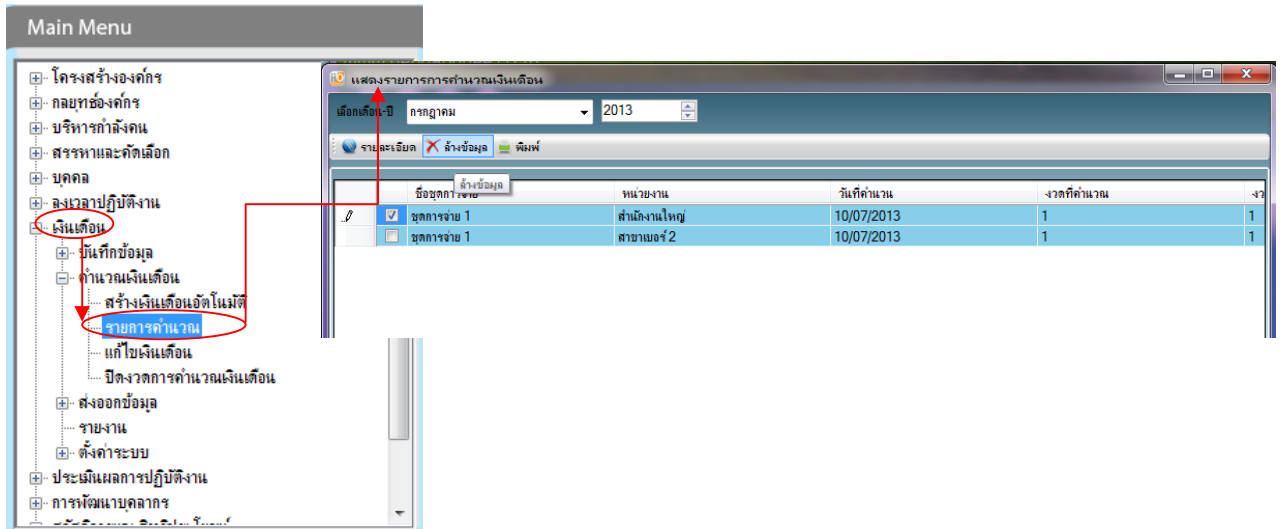 Main Menu
โครงสร้างองค์กร
กลยุทธ์องค์กร
บริหารกำลังคน
สรรหาและคัดเลือก
บุคคล
ลงเวลาปฏิบัติงาน
เงินเดือน
บันทึกข้อมูล
คำนวณเงินเดือน
สร้างเงินเดือนอัตโนมัติ
รายการคำนวณ
แก้ไขเงินเดือน
ปิดงวดการคำนวณเงินเดือน
ส่งออกข้อมูล
รายงาน
ตั้งค่าระบบ
ประเมินผลการปฏิบัติงาน
การพัฒนาบุคลากร
แสดงรายการการคำนวณเงินเดือน
เลือกเดือน-ปี กรกฎาคม 2013
รายละเอียด ล้างข้อมูล พิมพ์
ล้างข้อมูล
ชื่อชุดการจ่าย หน่วยงาน วันที่คำนวน งวดที่คำนวณ
ชุดการจ่าย 1 สำนักงานใหญ่ 10/07/2013 1 1
ชุดการจ่าย 1 สาขาเบอร์ 2 10/07/2013 1 1